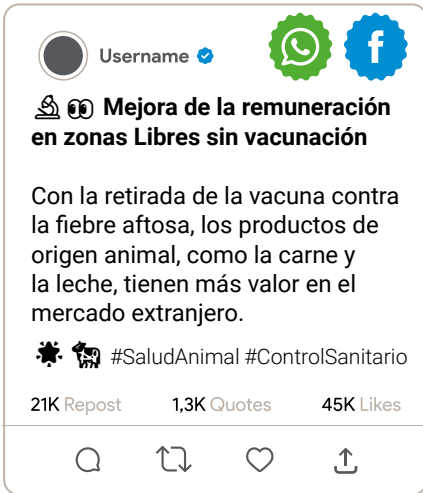 Username
🔬 👀 Mejora de la remuneración
en zonas Libres sin vacunación
Con la retirada de la vacuna contra
la fiebre aftosa, los productos de
origen animal, como la carne y
la leche, tienen más valor en el
mercado extranjero.
#SaludAnimal #ControlSanitario
21K Repost 1,3K Quotes 45K Likes